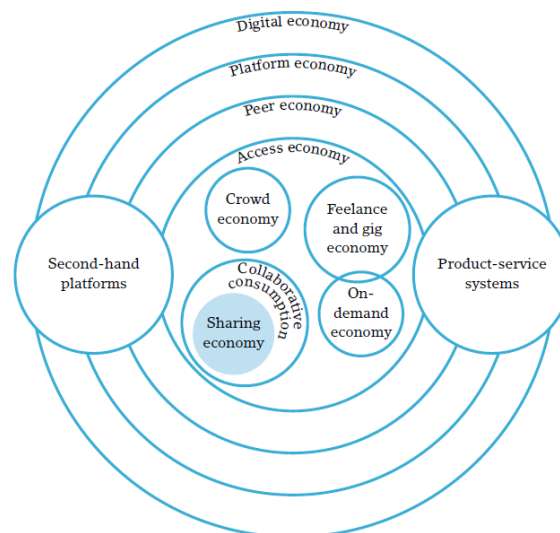 Digital economy
Platform economy
Peer economy
Access economy
Crowd
economy
Feelance
and gig
economy
Second-hand
platforms
Product-service
systems
Collaborative
consumption
On-
demand
economy
Sharing
economy